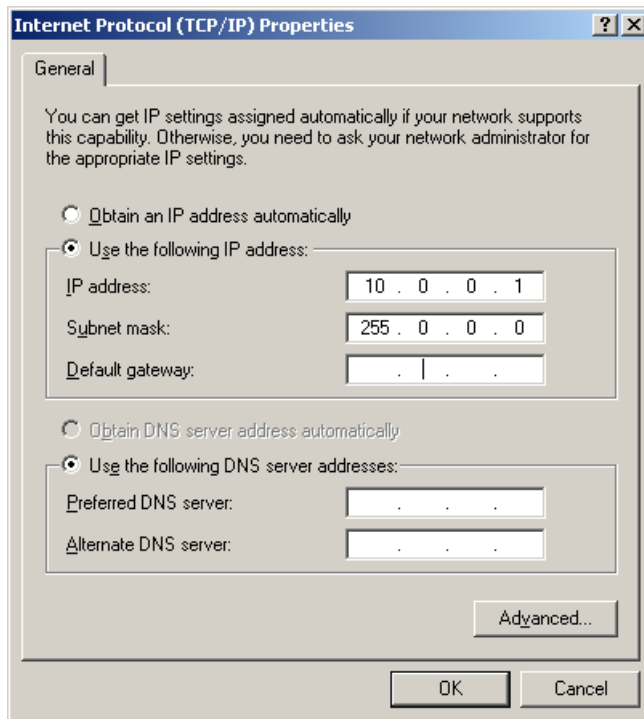 Internet Protocol (TCP/IP) Properties
General
You can get IP settings assigned automatically if your network supports
this capability. Otherwise, you need to ask your network administrator for
the appropriate IP settings.
Obtain an IP address automatically
Use the following IP address:
IP address: 10 . 0 . 0 . 1
Subnet mask: 255 . 0 . 0 . 0
Default gateway: . . .
Obtain DNS server address automatically
Use the following DNS server addresses:
Preferred DNS server: . . .
Alternate DNS server: . . .
Advanced...
OK Cancel